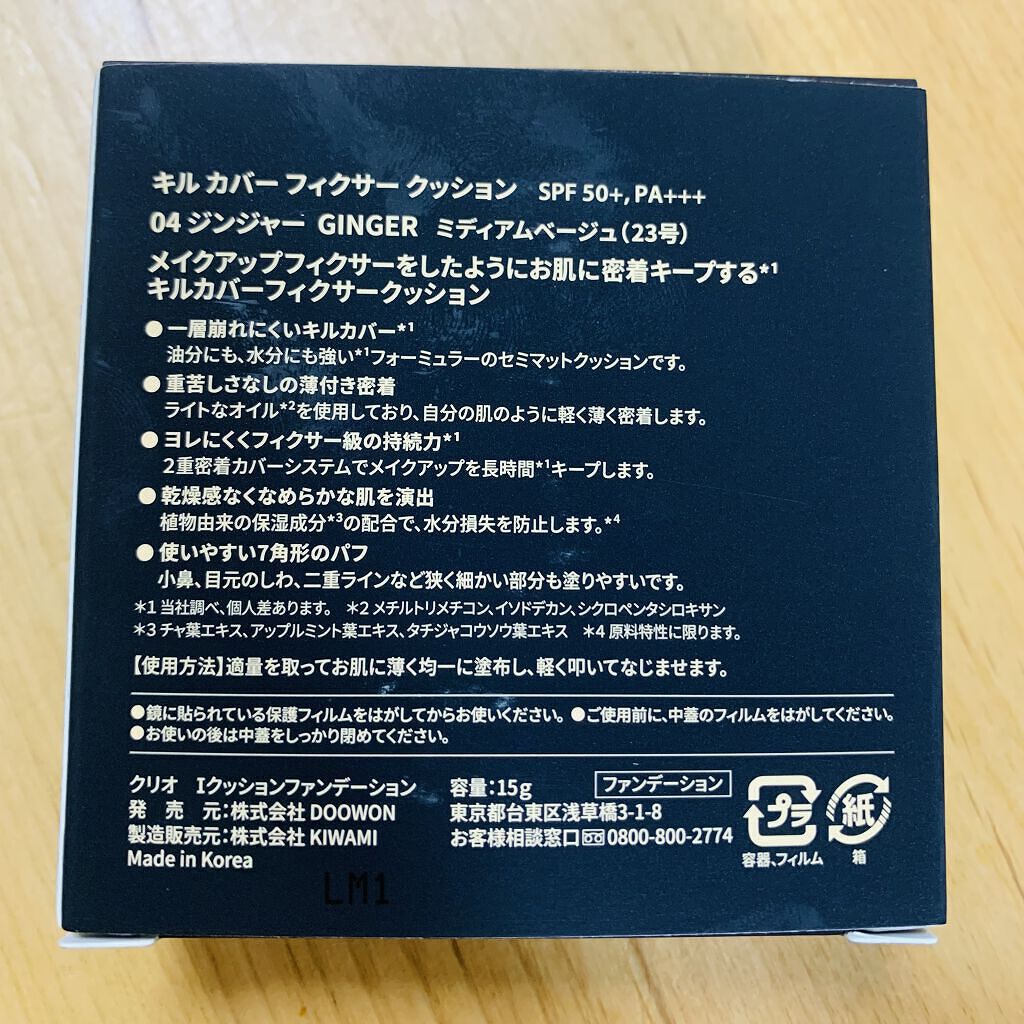 キル カバー フィクサー クッション SPF 50+, PA+++
04 ジンジャー GINGER ミディアムベージュ(23号)
メイクアップフィクサーをしたようにお肌に密着キープする*1
キルカバーフィクサークッション
●一層崩れにくいキルカバー*1
油分にも、水分にも強い*1フォーミュラーのセミマットクッションです。
●重苦しさなしの薄付き密着
ライトなオイル*2を使用しており、自分の肌のように軽く薄く密着します。
●ヨレにくくフィクサー級の持続力*1
2重密着カバーシステムでメイクアップを長時間*1キープします。
●乾燥感なくなめらかな肌を演出
植物由来の保湿成分*3の配合で、水分損失を防止します。*4
●使いやすい7角形のパフ
小鼻、目元のしわ、二重ラインなど狭く細かい部分も塗りやすいです。
*1 当社調べ、個人差あります。 *2 メチルトリメチコン、イソドデカン、シクロペンタシロキサン
*3 チャ葉エキス、アップルミント葉エキス、タチジャコウソウ葉エキス *4 原料特性に限ります。
【使用方法】適量を取ってお肌に薄く均一に塗布し、軽く叩いてなじませます。
●鏡に貼られている保護フィルムをはがしてからお使いください。 ●ご使用前に、中蓋のフィルムをはがしてください。
●お使いの後は中蓋をしっかり閉めてください。
クリオ Iクッションファンデーション 容量:15g ファンデーション
発売元:株式会社 DOOWON 東京都台東区浅草橋3-1-8
製造販売元:株式会社 KIWAMI お客様相談窓口 0800-800-2774
Made in Korea
プラ
容器、フィルム
紙
箱
LM1